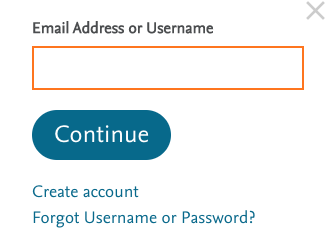 Email Address or Username
Continue
Create account
Forgot Username or Password?